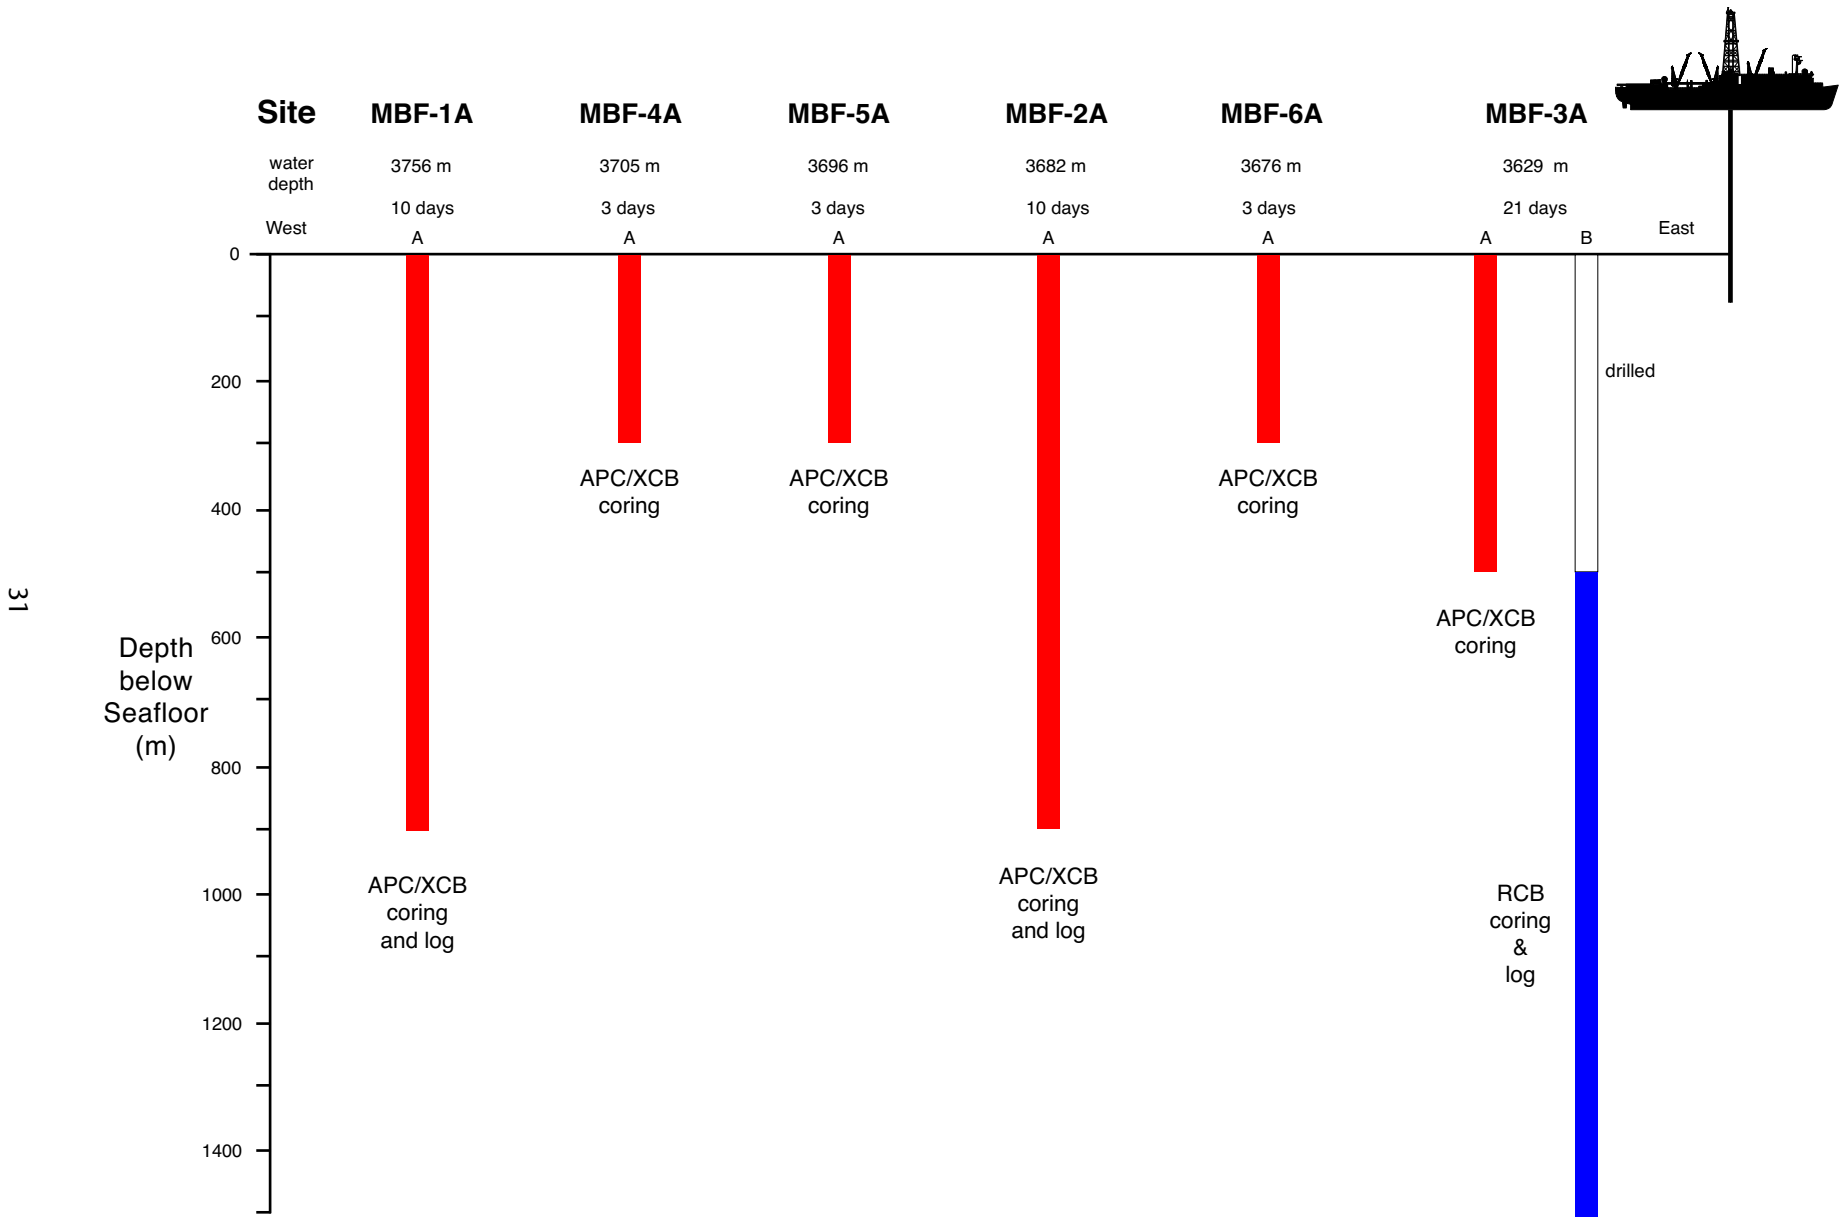 Site MBF-1A MBF-4A MBF-5A MBF-2A MBF-6A MBF-3A
water
depth
3756 m 3705 m 3696 m 3682 m 3676 m 3629 m
10 days 3 days 3 days 10 days 3 days 21 days
West East
A A A A A A B
0
200
400
600
800
1000
1200
1400
Depth
below
Seafloor
(m)
drilled
APC/XCB
coring
APC/XCB
coring
APC/XCB
coring
APC/XCB
coring
APC/XCB
coring
and log
APC/XCB
coring
and log
RCB
coring
&
log
31